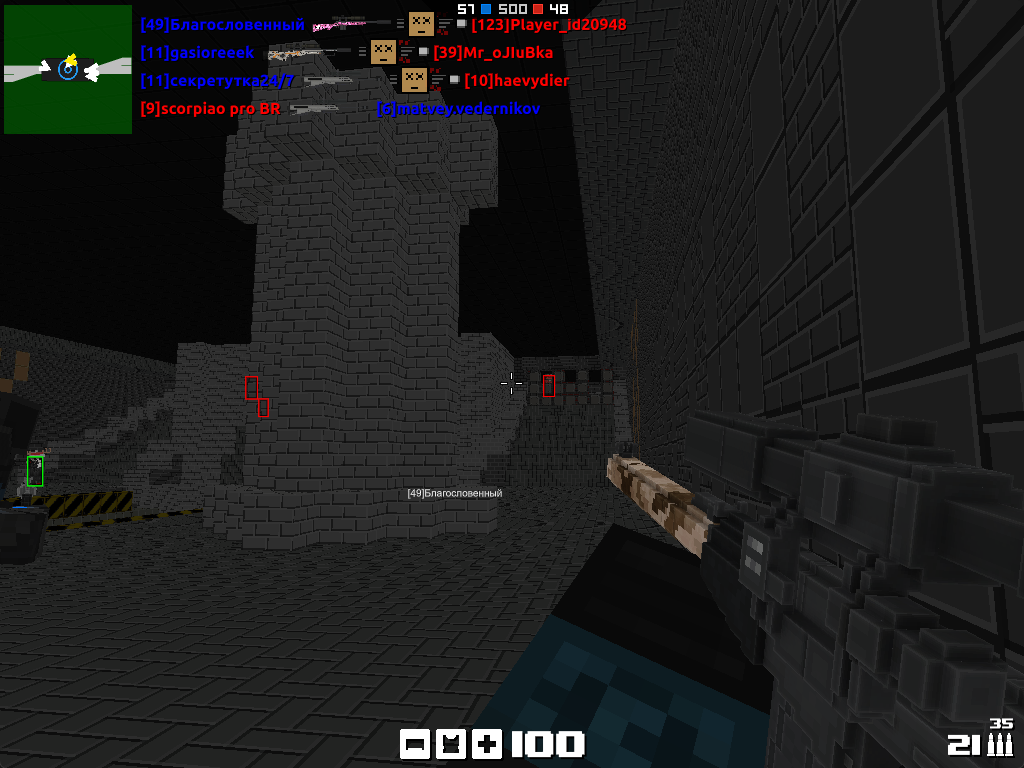 57 500 48
[49]Благословенный [123]Player_id20948
[11]gasioreeek [39]Mr_oJIuBka
[11]секретутка24/7 [10]haevydier
[9]scorpiao pro BR [6]matvey.vedernikov
[49]Благословенный
100
35
21